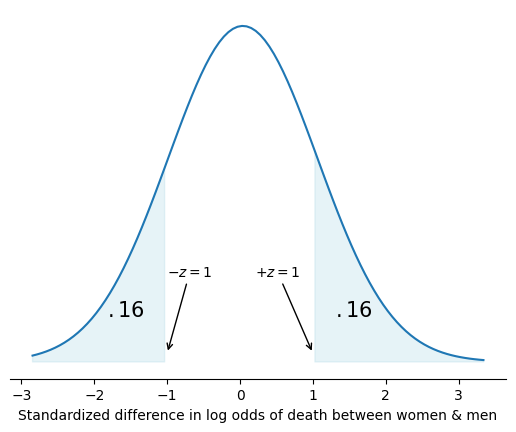 −z = 1
+z = 1
.16
.16
−3 −2 −1 0 1 2 3
Standardized difference in log odds of death between women & men